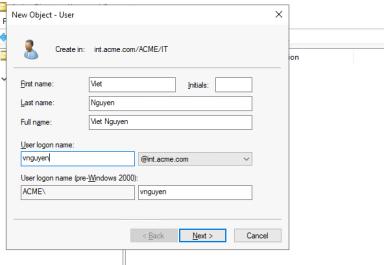 New Object - User
Create in: int.acme.com/ACME/IT
First name: Viet Initials:
Last name: Nguyen
Full name: Viet Nguyen
User logon name:
vnguyen @int.acme.com
User logon name (pre-Windows 2000):
ACME\ vnguyen
< Back Next > Cancel